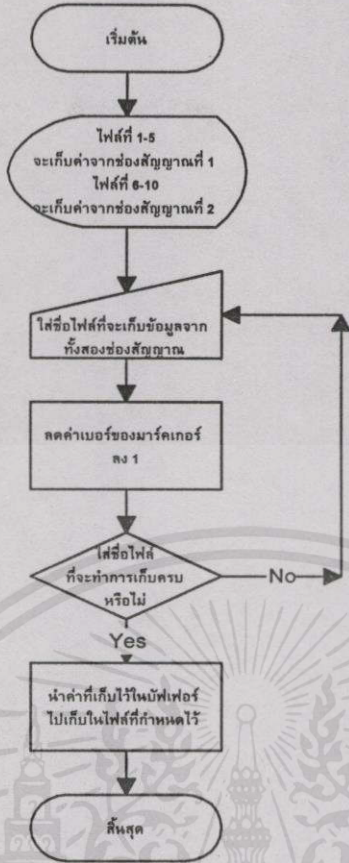 เริ่มต้น
ไฟล์ที่ 1-5
จะเก็บค่าจากช่องสัญญาณที่ 1
ไฟล์ที่ 6-10
จะเก็บค่าจากช่องสัญญาณที่ 2
ใส่ชื่อไฟล์ที่จะเก็บข้อมูลจาก
ทั้งสองช่องสัญญาณ
ลดค่าเบอร์ของมาร์คเกอร์
ลง 1
ใส่ชื่อไฟล์
ที่จะทำการเก็บครบ
หรือไม่
No
Yes
นำค่าที่เก็บไว้ในบัฟเฟอร์
ไปเก็บในไฟล์ที่กำหนดไว้
สิ้นสุด